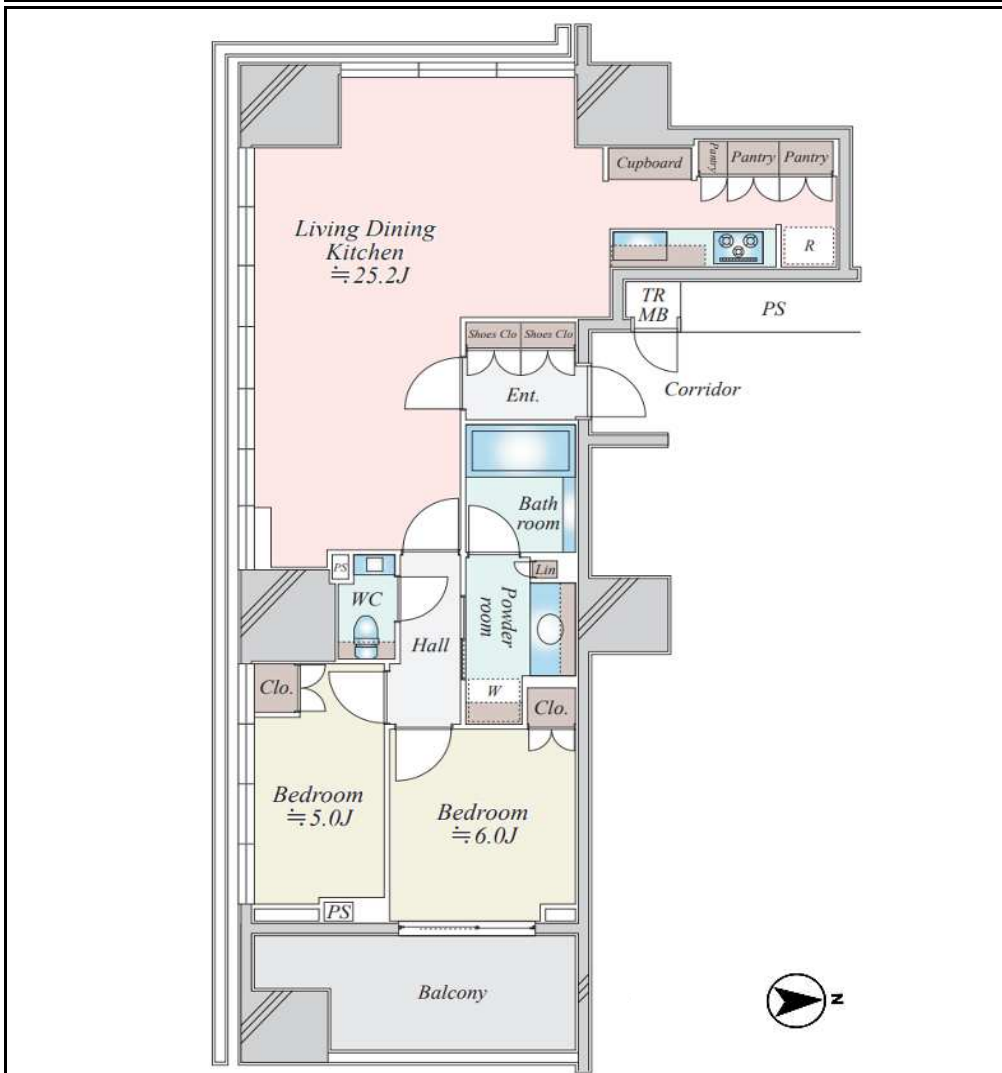 Cupboard
Pantry
Pantry
Pantry
Living Dining
Kitchen
≒25.2J
R
TR
MB
PS
Shoes Clo
Shoes Clo
Ent.
Corridor
Bath
room
PS
WC
Lin
Powder
room
Hall
Clo.
W
Clo.
Bedroom
≒5.0J
Bedroom
≒6.0J
PS
Balcony
N